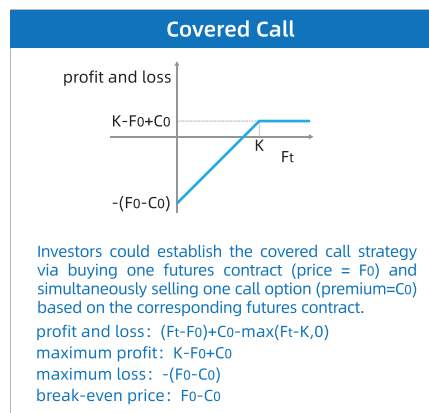 Covered Call
profit and loss
K-F0+C0
K
Ft
-(F0-C0)
Investors could establish the covered call strategy
via buying one futures contract (price = F0) and
simultaneously selling one call option (premium=C0)
based on the corresponding futures contract.
profit and loss: (Ft-F0)+C0-max(Ft-K,0)
maximum profit: K-F0+C0
maximum loss: -(F0-C0)
break-even price: F0-C0